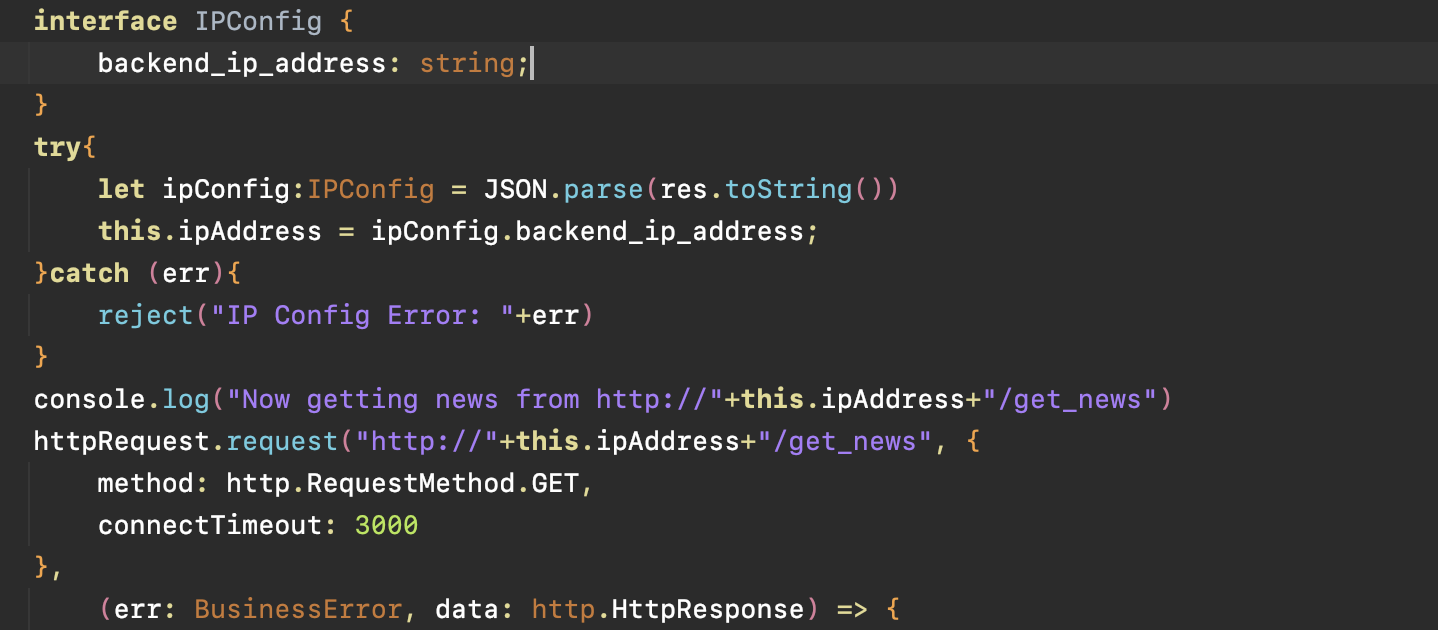 interface IPConfig {
    backend_ip_address: string;
}
try{
    let ipConfig:IPConfig = JSON.parse(res.toString())
    this.ipAddress = ipConfig.backend_ip_address;
}catch (err){
    reject("IP Config Error: "+err)
}
console.log("Now getting news from http://"+this.ipAddress+"/get_news")
httpRequest.request("http://"+this.ipAddress+"/get_news", {
    method: http.RequestMethod.GET,
    connectTimeout: 3000
},
    (err: BusinessError, data: http.HttpResponse) => {